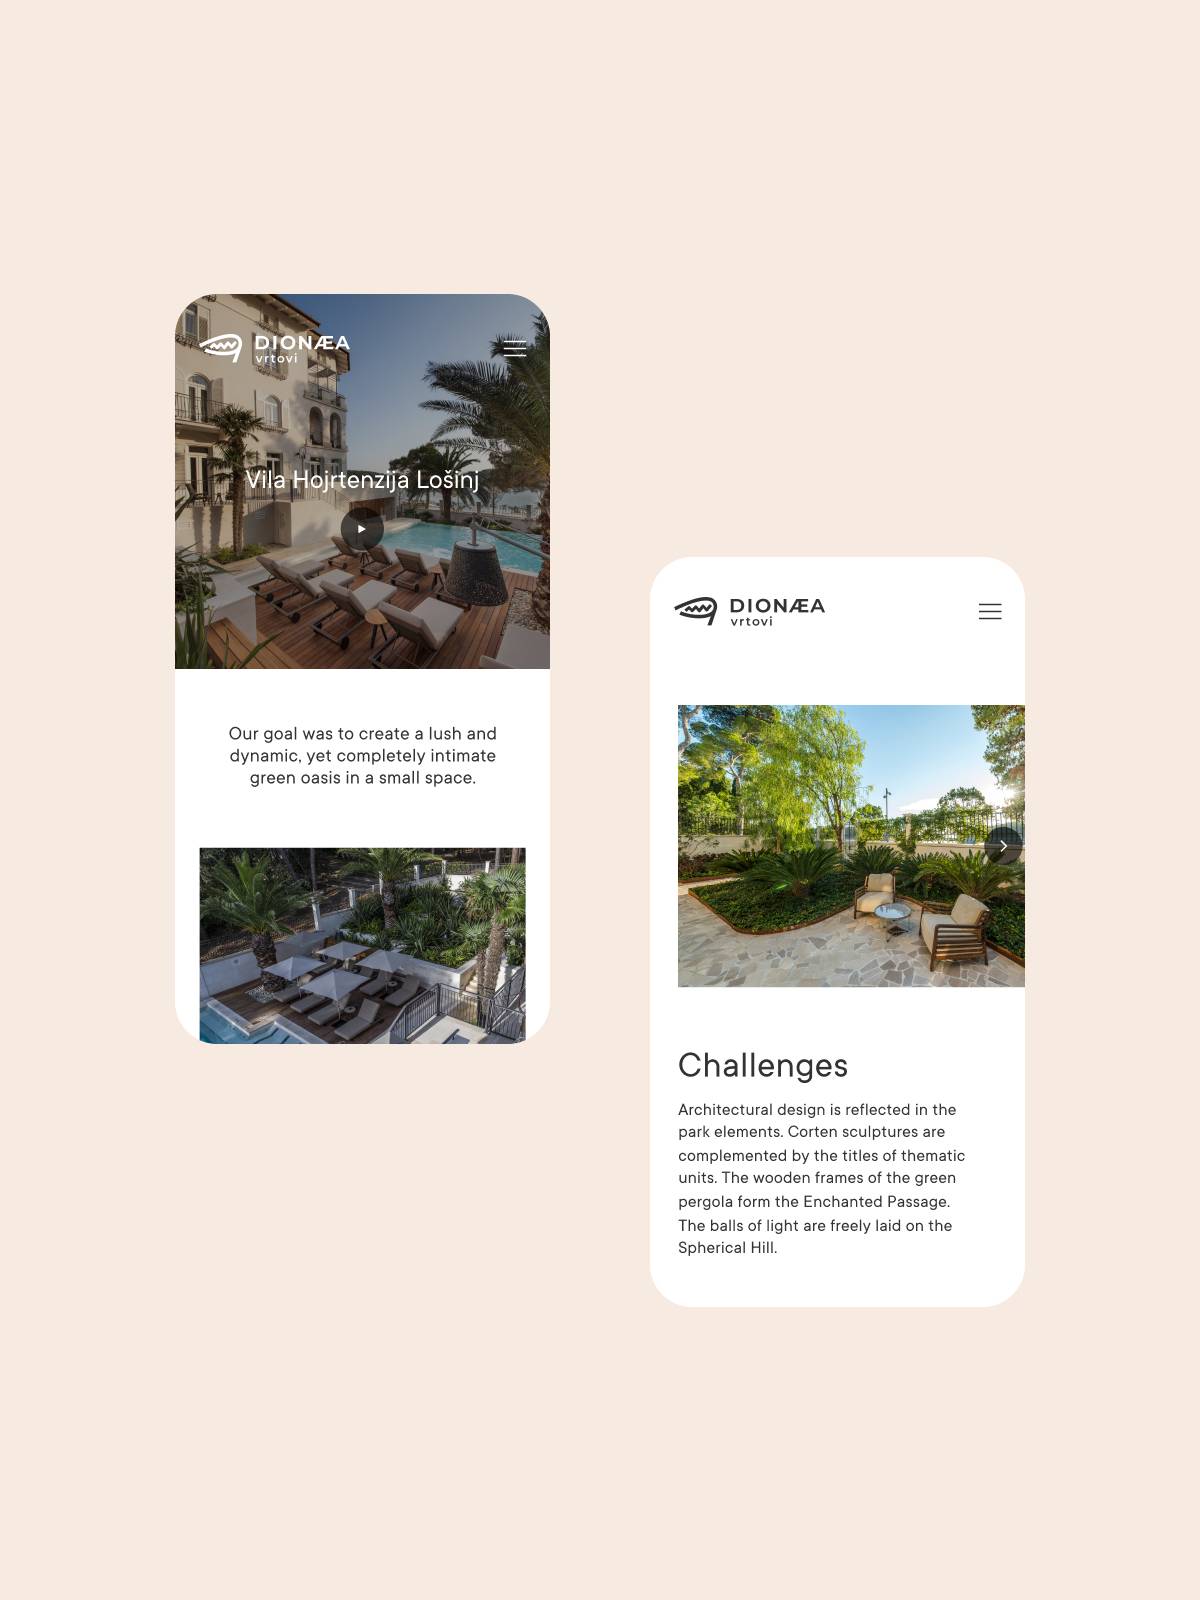 DIONÆA
vrtovi
Vila Hojrtenzija Lošinj
Our goal was to create a lush and
dynamic, yet completely intimate
green oasis in a small space.
DIONÆA
vrtovi
Challenges
Architectural design is reflected in the
park elements. Corten sculptures are
complemented by the titles of thematic
units. The wooden frames of the green
pergola form the Enchanted Passage.
The balls of light are freely laid on the
Spherical Hill.